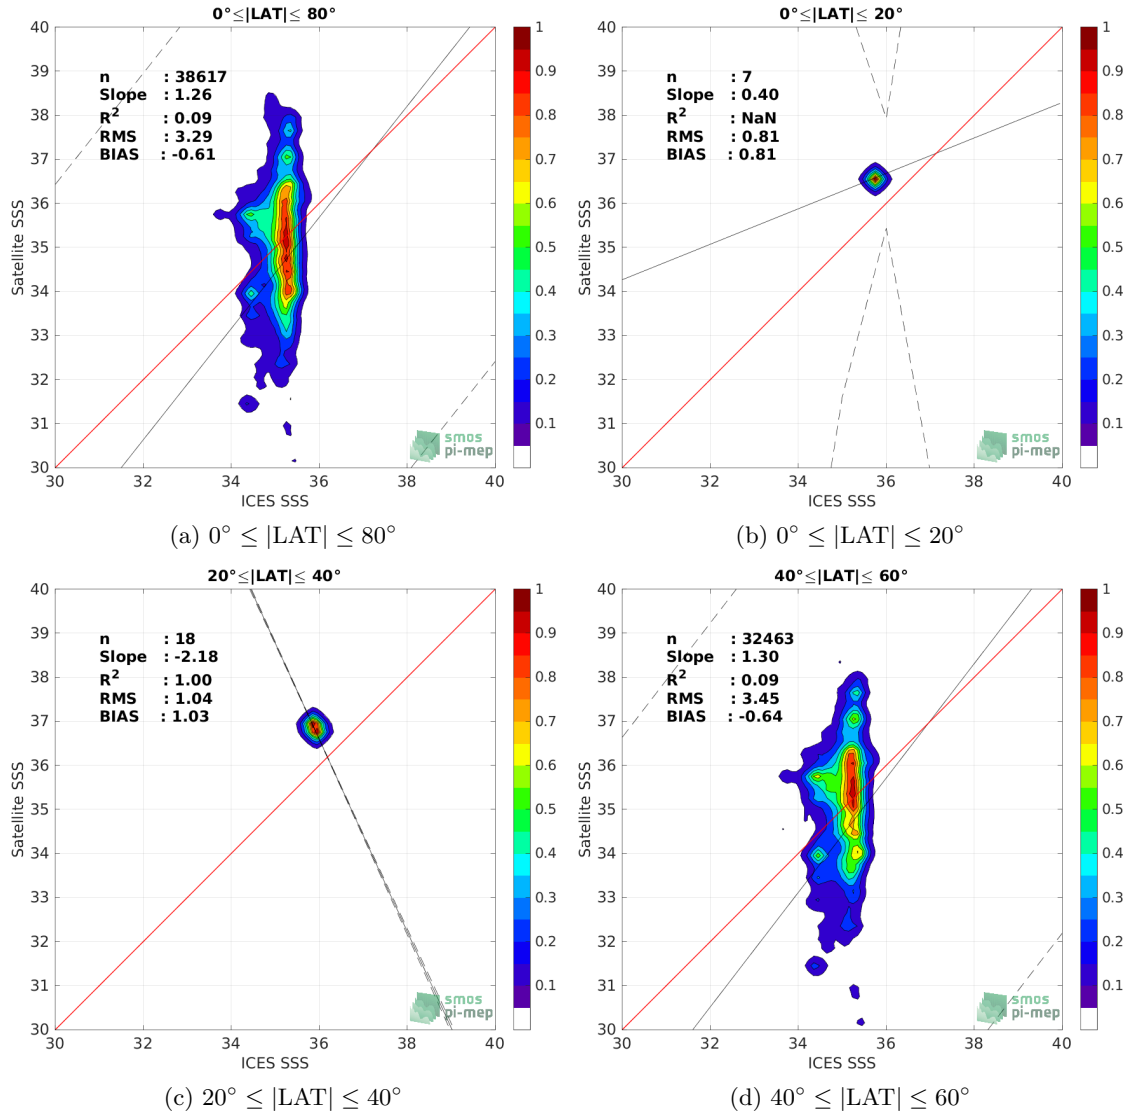 0°≤|LAT|≤ 80°
n : 38617
Slope : 1.26
R² : 0.09
RMS : 3.29
BIAS : -0.61
Satellite SSS
40
39
38
37
36
35
34
33
32
31
30
30 32 34 36 38 40
ICES SSS
1
0.9
0.8
0.7
0.6
0.5
0.4
0.3
0.2
0.1
smos
pi-mep
(a) 0° ≤ |LAT| ≤ 80°
0°≤|LAT|≤ 20°
n : 7
Slope : 0.40
R² : NaN
RMS : 0.81
BIAS : 0.81
Satellite SSS
40
39
38
37
36
35
34
33
32
31
30
30 32 34 36 38 40
ICES SSS
1
0.9
0.8
0.7
0.6
0.5
0.4
0.3
0.2
0.1
smos
pi-mep
(b) 0° ≤ |LAT| ≤ 20°
20°≤|LAT|≤ 40°
n : 18
Slope : -2.18
R² : 1.00
RMS : 1.04
BIAS : 1.03
Satellite SSS
40
39
38
37
36
35
34
33
32
31
30
30 32 34 36 38 40
ICES SSS
1
0.9
0.8
0.7
0.6
0.5
0.4
0.3
0.2
0.1
smos
pi-mep
(c) 20° ≤ |LAT| ≤ 40°
40°≤|LAT|≤ 60°
n : 32463
Slope : 1.30
R² : 0.09
RMS : 3.45
BIAS : -0.64
Satellite SSS
40
39
38
37
36
35
34
33
32
31
30
30 32 34 36 38 40
ICES SSS
1
0.9
0.8
0.7
0.6
0.5
0.4
0.3
0.2
0.1
smos
pi-mep
(d) 40° ≤ |LAT| ≤ 60°